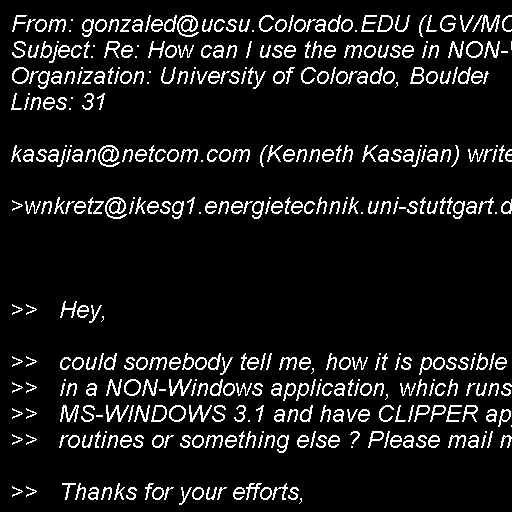 From: gonzaled@ucsu.Colorado.EDU (LGV/MC
Subject: Re: How can I use the mouse in NON-
Organization: University of Colorado, Boulder
Lines: 31
kasajian@netcom.com (Kenneth Kasajian) write
>wnkretz@ikesg1.energietechnik.uni-stuttgart.d
>> Hey,
>> could somebody tell me, how it is possible
>> in a NON-Windows application, which runs
>> MS-WINDOWS 3.1 and have CLIPPER ap
>> routines or something else ? Please mail
>> Thanks for your efforts,